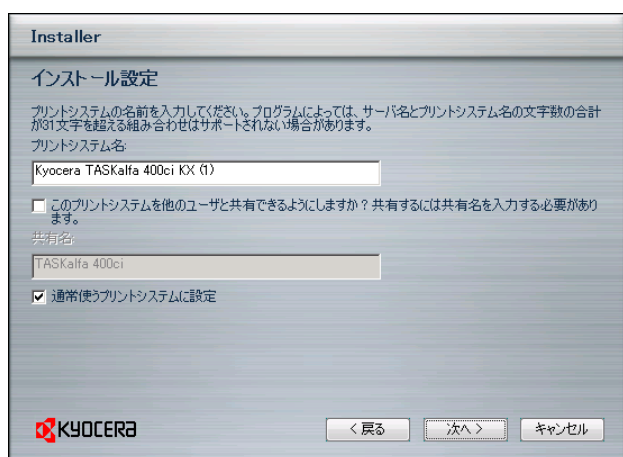 Installer
インストール設定
プリントシステムの名前を入力してください。プログラムによっては、サーバ名とプリントシステム名の文字数の合計
が31文字を超える組み合わせはサポートされない場合があります。
プリントシステム名:
Kyocera TASKalfa 400ci KX (1)
このプリントシステムを他のユーザと共有できるようにしますか？共有するには共有名を入力する必要があり
ます。
共有名:
TASKalfa 400ci
通常使うプリントシステムに設定
KYOCERA
< 戻る
次へ >
キャンセル